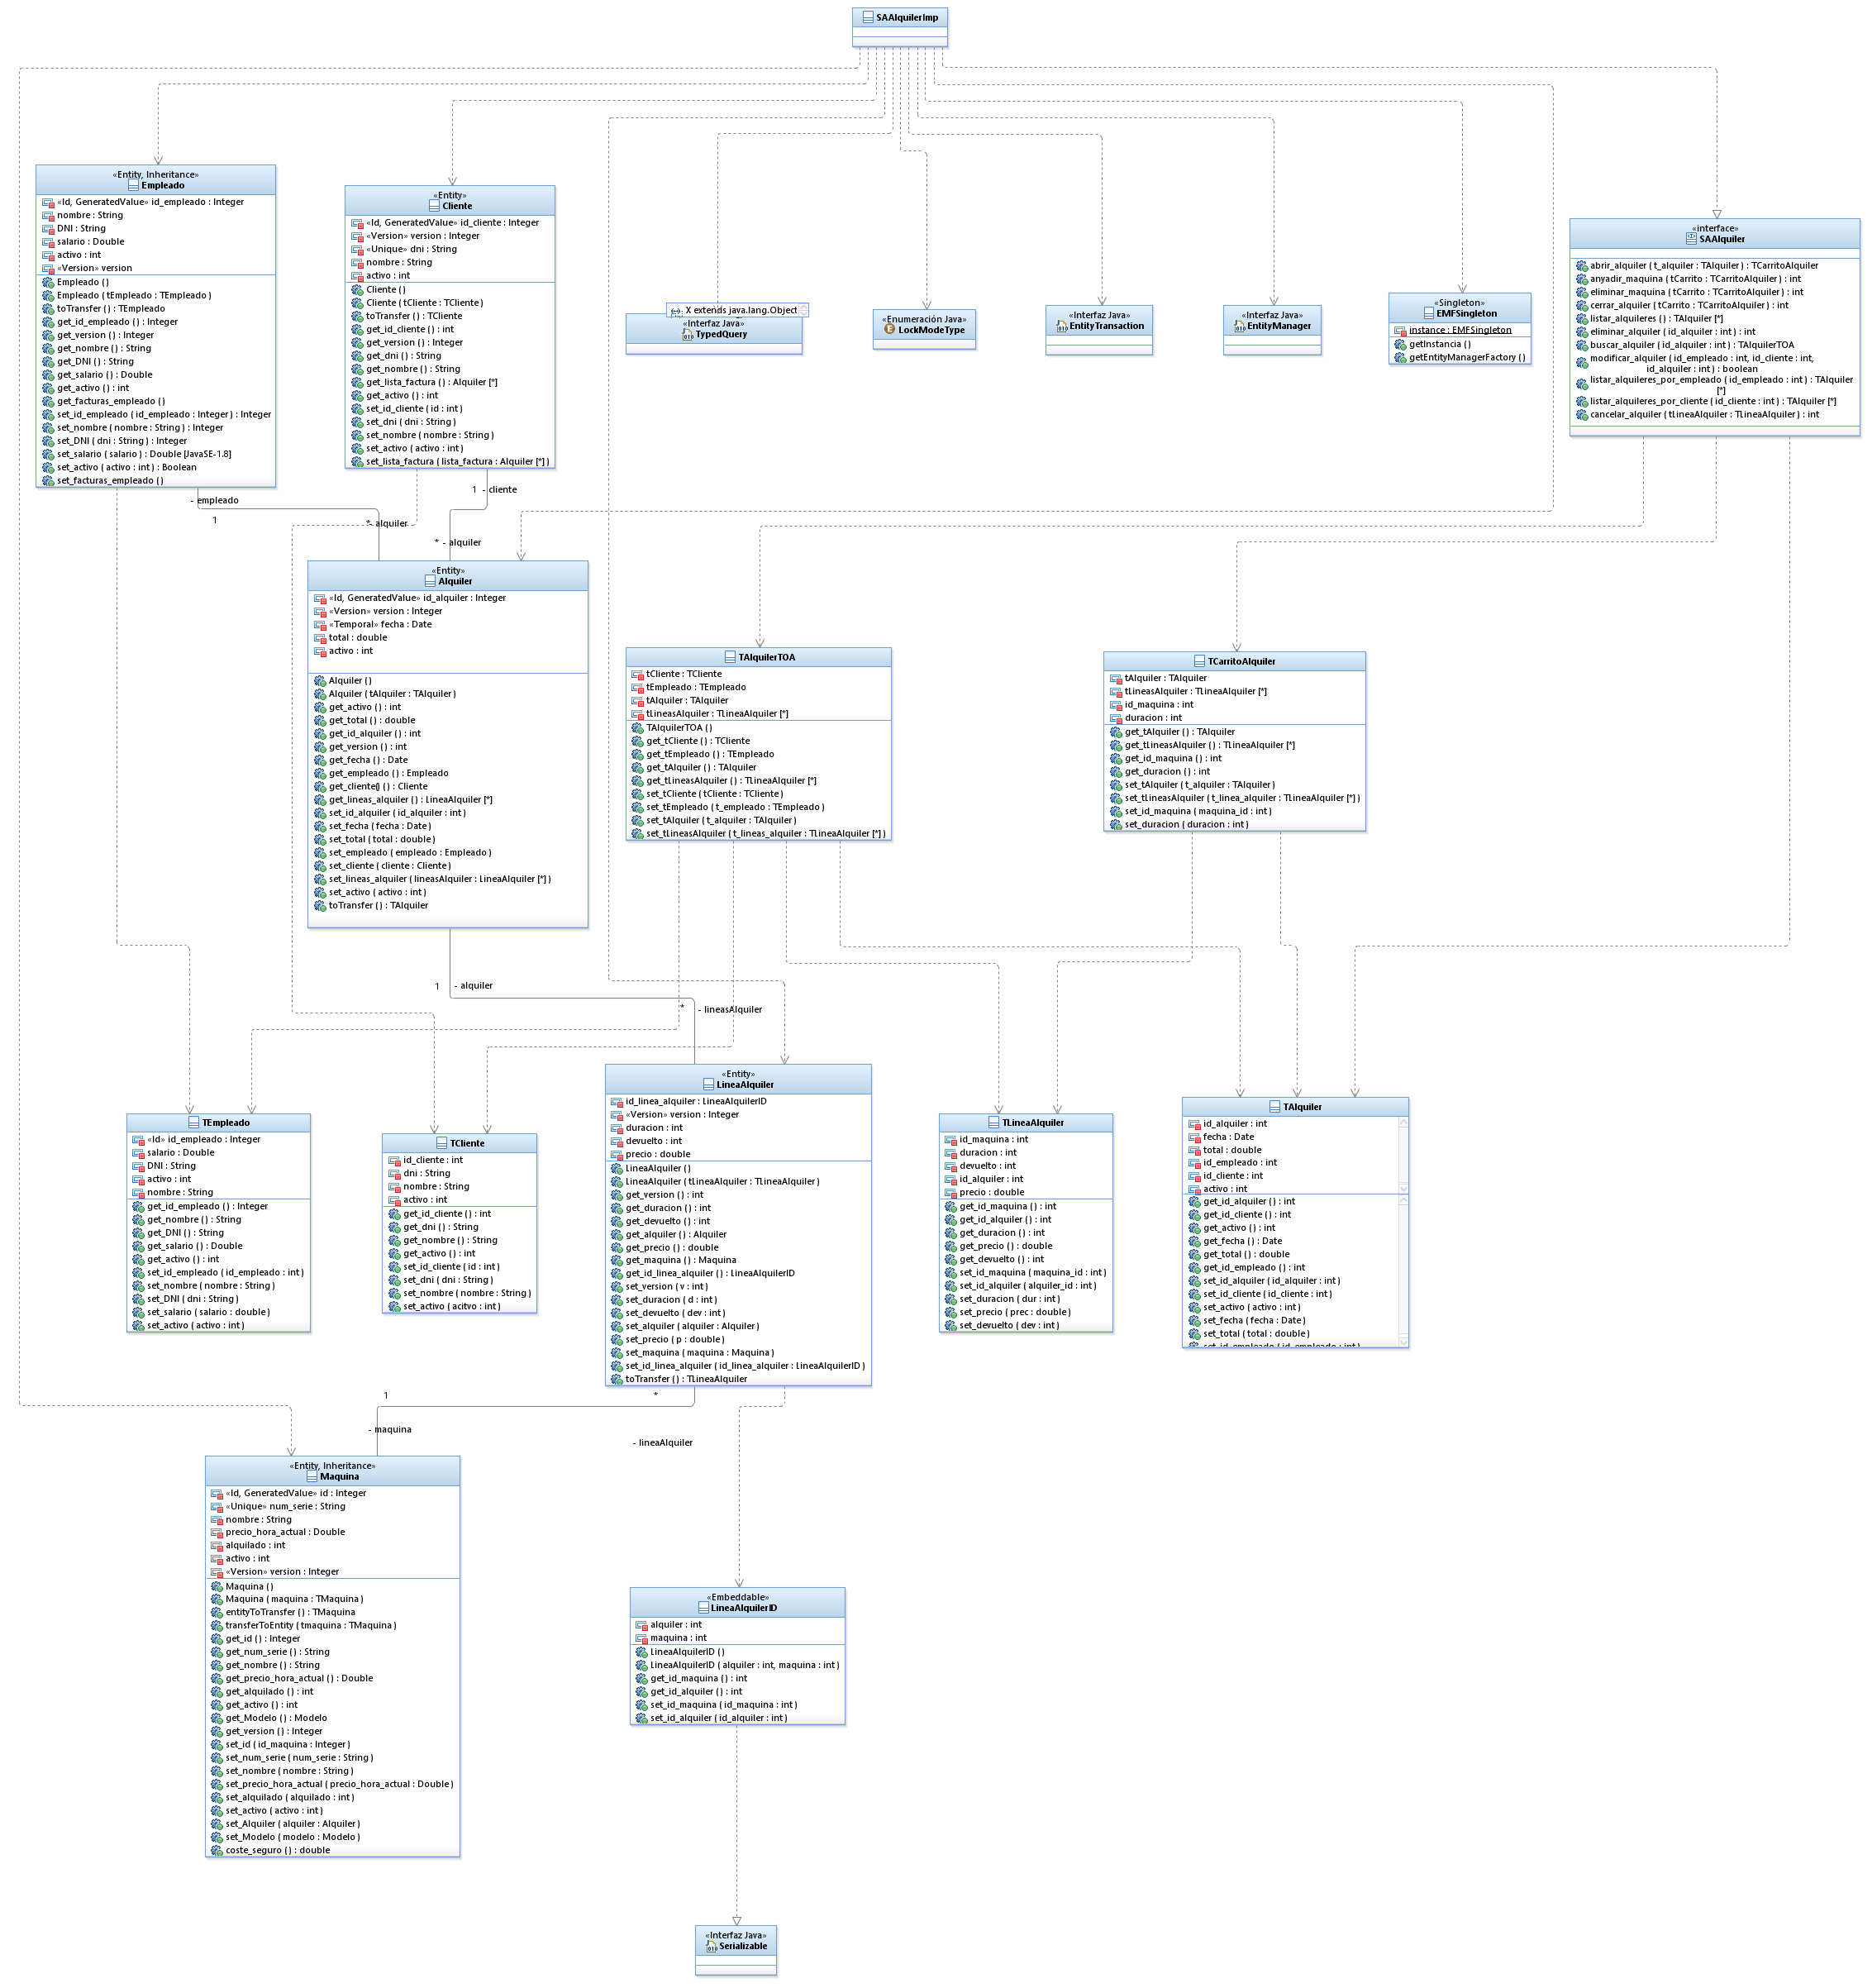 SAAlquilerImp
«Entity, Inheritance»
Empleado
«Id, GeneratedValue» id_empleado : Integer
nombre : String
DNI : String
salario : Double
activo : int
«Version» version
Empleado ( )
Empleado ( tEmpleado : TEmpleado )
toTransfer ( ) : TEmpleado
get_id_empleado ( ) : Integer
get_version ( ) : Integer
get_nombre ( ) : String
get_DNI ( ) : String
get_salario ( ) : Double
get_activo ( ) : int
get_facturas_empleado ( )
set_id_empleado ( id_empleado : Integer ) : Integer
set_nombre ( nombre : String ) : Integer
set_DNI ( dni : String ) : Integer
set_salario ( salario ) : Double [JavaSE-1.8]
set_activo ( activo : int ) : Boolean
set_facturas_empleado ( )
«Entity»
Cliente
«Id, GeneratedValue» id_cliente : Integer
«Version» version : Integer
«Unique» dni : String
nombre : String
activo : int
Cliente ( )
Cliente ( tCliente : TCliente )
toTransfer ( ) : TCliente
get_id_cliente ( ) : int
get_version ( ) : Integer
get_dni ( ) : String
get_nombre ( ) : String
get_lista_factura ( ) : Alquiler [*]
get_activo ( ) : int
set_id_cliente ( id : int )
set_dni ( dni : String )
set_nombre ( nombre : String )
set_activo ( activo : int )
set_lista_factura ( lista_factura : Alquiler [*] )
X extends java.lang.Object
«Interfaz Java»
TypedQuery
«Enumeración Java»
LockModeType
«Interfaz Java»
EntityTransaction
«Interfaz Java»
EntityManager
«Singleton»
EMFSingleton
instance : EMFSingleton
getInstancia ( )
getEntityManagerFactory ( )
«interface»
SAAlquiler
abrir_alquiler ( t_alquiler : TAlquiler ) : TCarritoAlquiler
anyadir_maquina ( tCarrito : TCarritoAlquiler ) : int
eliminar_maquina ( tCarrito : TCarritoAlquiler ) : int
cerrar_alquiler ( tCarrito : TCarritoAlquiler ) : int
listar_alquileres ( ) : TAlquiler [*]
eliminar_alquiler ( id_alquiler : int ) : int
buscar_alquiler ( id_alquiler : int ) : TAlquilerTOA
modificar_alquiler ( id_empleado : int, id_cliente : int,
id_alquiler : int ) : boolean
listar_alquileres_por_empleado ( id_empleado : int ) : TAlquiler
[*]
listar_alquileres_por_cliente ( id_cliente : int ) : TAlquiler [*]
cancelar_alquiler ( tLineaAlquiler : TLineaAlquiler ) : int
- empleado
1
* - alquiler
1 - cliente
* - alquiler
«Entity»
Alquiler
«Id, GeneratedValue» id_alquiler : Integer
«Version» version : Integer
«Temporal» fecha : Date
total : double
activo : int
Alquiler ( )
Alquiler ( tAlquiler : TAlquiler )
get_activo ( ) : int
get_total ( ) : double
get_id_alquiler ( ) : int
get_version ( ) : int
get_fecha ( ) : Date
get_empleado ( ) : Empleado
get_cliente() ( ) : Cliente
get_lineas_alquiler ( ) : LineaAlquiler [*]
set_id_alquiler ( id_alquiler : int )
set_fecha ( fecha : Date )
set_total ( total : double )
set_empleado ( empleado : Empleado )
set_cliente ( cliente : Cliente )
set_lineas_alquiler ( lineasAlquiler : LineaAlquiler [*] )
set_activo ( activo : int )
toTransfer ( ) : TAlquiler
TAlquilerTOA
tCliente : TCliente
tEmpleado : TEmpleado
tAlquiler : TAlquiler
tLineasAlquiler : TLineaAlquiler [*]
TAlquilerTOA ( )
get_tCliente ( ) : TCliente
get_tEmpleado ( ) : TEmpleado
get_tAlquiler ( ) : TAlquiler
get_tLineasAlquiler ( ) : TLineaAlquiler [*]
set_tCliente ( tCliente : TCliente )
set_tEmpleado ( t_empleado : TEmpleado )
set_tAlquiler ( t_alquiler : TAlquiler )
set_tLineasAlquiler ( t_lineas_alquiler : TLineaAlquiler [*] )
TCarritoAlquiler
tAlquiler : TAlquiler
tLineasAlquiler : TLineaAlquiler [*]
id_maquina : int
duracion : int
get_tAlquiler ( ) : TAlquiler
get_tLineasAlquiler ( ) : TLineaAlquiler [*]
get_id_maquina ( ) : int
get_duracion ( ) : int
set_tAlquiler ( t_alquiler : TAlquiler )
set_tLineasAlquiler ( t_linea_alquiler : TLineaAlquiler [*] )
set_id_maquina ( maquina_id : int )
set_duracion ( duracion : int )
1
- alquiler
*
- lineasAlquiler
TEmpleado
«Id» id_empleado : Integer
salario : Double
DNI : String
activo : int
nombre : String
get_id_empleado ( ) : Integer
get_nombre ( ) : String
get_DNI ( ) : String
get_salario ( ) : Double
get_activo ( ) : int
set_id_empleado ( id_empleado : int )
set_nombre ( nombre : String )
set_DNI ( dni : String )
set_salario ( salario : double )
set_activo ( activo : int )
TCliente
id_cliente : int
dni : String
nombre : String
activo : int
get_id_cliente ( ) : int
get_dni ( ) : String
get_nombre ( ) : String
get_activo ( ) : int
set_id_cliente ( id : int )
set_dni ( dni : String )
set_nombre ( nombre : String )
set_activo ( acitvo : int )
«Entity»
LineaAlquiler
id_linea_alquiler : LineaAlquilerID
«Version» version : Integer
duracion : int
devuelto : int
precio : double
LineaAlquiler ( )
LineaAlquiler ( tLineaAlquiler : TLineaAlquiler )
get_version ( ) : int
get_duracion ( ) : int
get_devuelto ( ) : int
get_alquiler ( ) : Alquiler
get_precio ( ) : double
get_maquina ( ) : Maquina
get_id_linea_alquiler ( ) : LineaAlquilerID
set_version ( v : int )
set_duracion ( d : int )
set_devuelto ( dev : int )
set_alquiler ( alquiler : Alquiler )
set_precio ( p : double )
set_maquina ( maquina : Maquina )
set_id_linea_alquiler ( id_linea_alquiler : LineaAlquilerID )
toTransfer ( ) : TLineaAlquiler
TLineaAlquiler
id_maquina : int
duracion : int
devuelto : int
id_alquiler : int
precio : double
get_id_maquina ( ) : int
get_id_alquiler ( ) : int
get_duracion ( ) : int
get_precio ( ) : double
get_devuelto ( ) : int
set_id_maquina ( maquina_id : int )
set_id_alquiler ( alquiler_id : int )
set_duracion ( dur : int )
set_precio ( prec : double )
set_devuelto ( dev : int )
TAlquiler
id_alquiler : int
fecha : Date
total : double
id_empleado : int
id_cliente : int
activo : int
get_id_alquiler ( ) : int
get_id_cliente ( ) : int
get_activo ( ) : int
get_fecha ( ) : Date
get_total ( ) : double
get_id_empleado ( ) : int
set_id_alquiler ( id_alquiler : int )
set_id_cliente ( id_cliente : int )
set_activo ( activo : int )
set_fecha ( fecha : Date )
set_total ( total : double )
set_id_empleado ( id_empleado : int )
1
- maquina
*
- lineaAlquiler
«Entity, Inheritance»
Maquina
«Id, GeneratedValue» id : Integer
«Unique» num_serie : String
nombre : String
precio_hora_actual : Double
alquilado : int
activo : int
«Version» version : Integer
Maquina ( )
Maquina ( maquina : TMaquina )
entityToTransfer ( ) : TMaquina
transferToEntity ( tmaquina : TMaquina )
get_id ( ) : Integer
get_num_serie ( ) : String
get_nombre ( ) : String
get_precio_hora_actual ( ) : Double
get_alquilado ( ) : int
get_activo ( ) : int
get_Modelo ( ) : Modelo
get_version ( ) : Integer
set_id ( id_maquina : Integer )
set_num_serie ( num_serie : String )
set_nombre ( nombre : String )
set_precio_hora_actual ( precio_hora_actual : Double )
set_alquilado ( alquilado : int )
set_activo ( activo : int )
set_Alquiler ( alquiler : Alquiler )
set_Modelo ( modelo : Modelo )
coste_seguro ( ) : double
«Embeddable»
LineaAlquilerID
alquiler : int
maquina : int
LineaAlquilerID ( )
LineaAlquilerID ( alquiler : int, maquina : int )
get_id_maquina ( ) : int
get_id_alquiler ( ) : int
set_id_maquina ( id_maquina : int )
set_id_alquiler ( id_alquiler : int )
«Interfaz Java»
Serializable